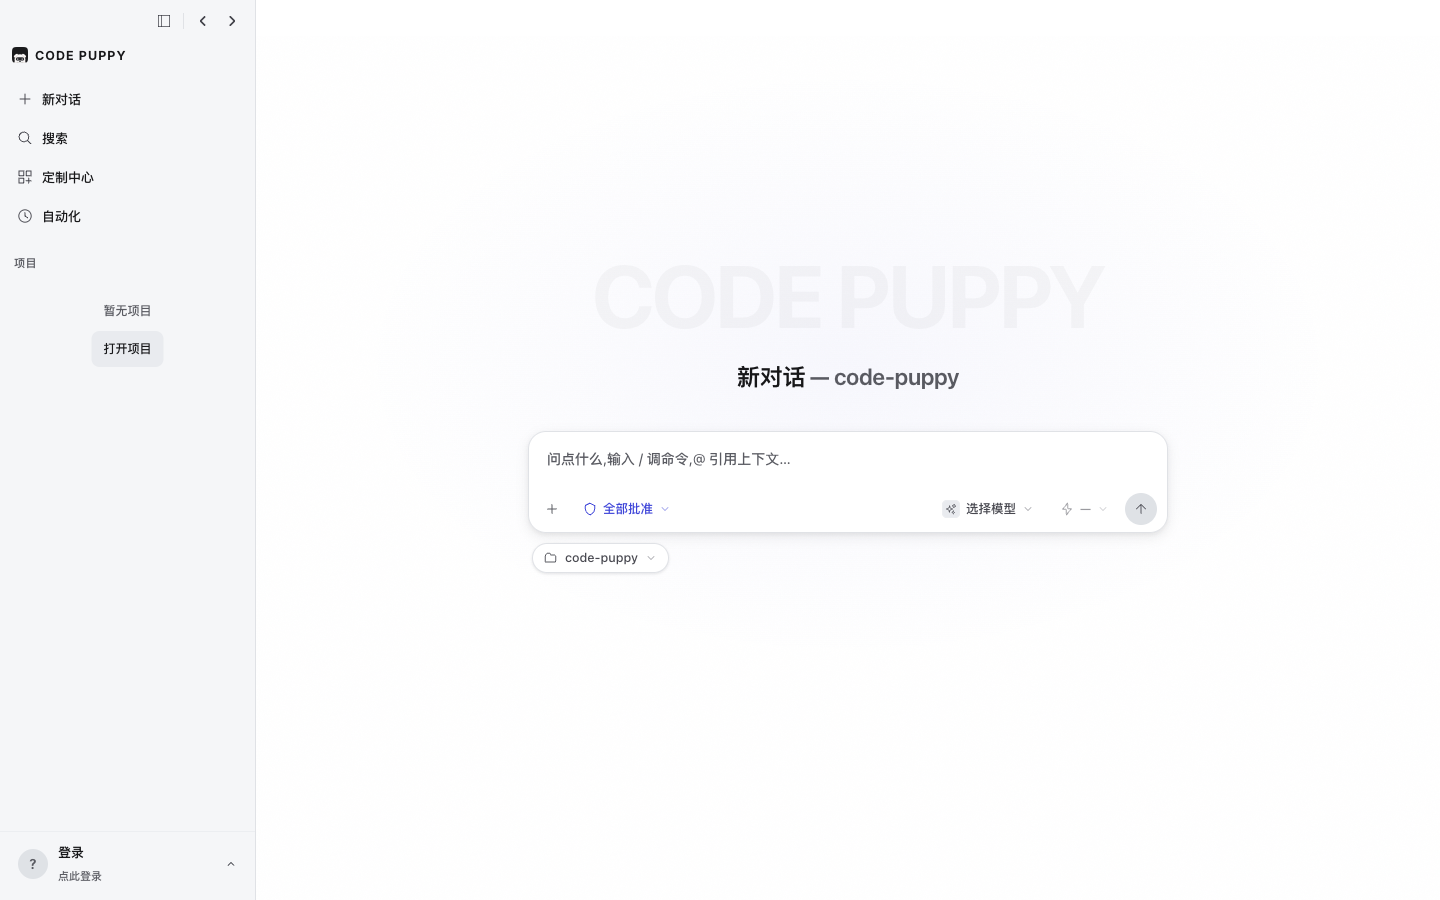 CODE PUPPY
新对话
搜索
定制中心
自动化
项目
暂无项目
打开项目
登录
点此登录
?
CODE PUPPY
新对话 — code-puppy
问点什么,输入 / 调命令,@ 引用上下文...
全部批准
选择模型
—
code-puppy